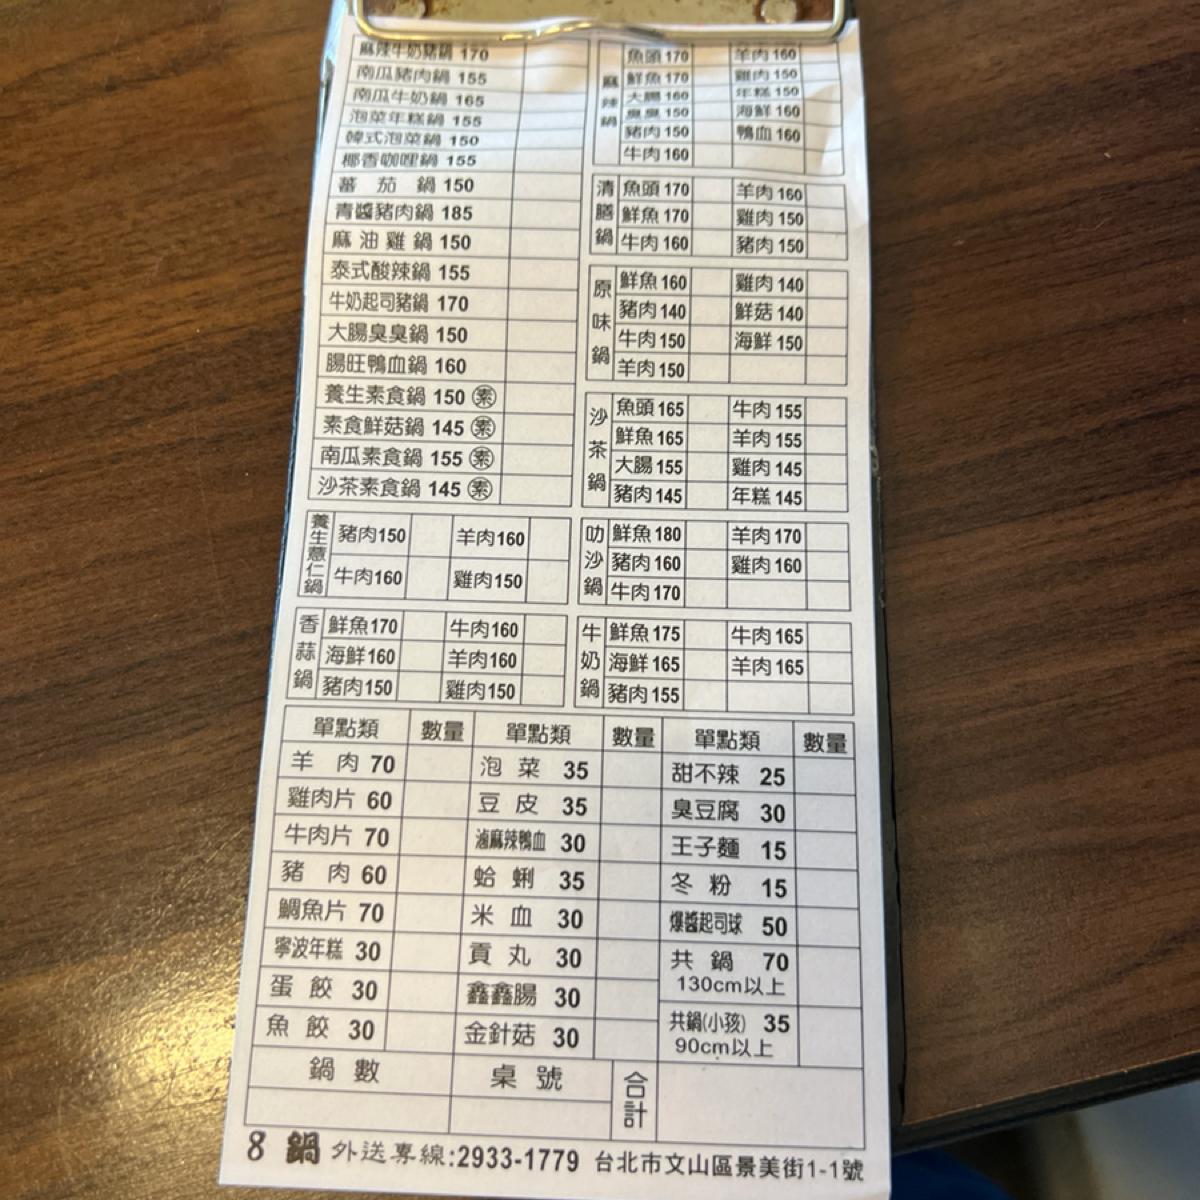 麻辣牛奶豬鍋 170
南瓜豬肉鍋 155
南瓜牛奶鍋 165
泡菜年糕鍋 155
韓式泡菜鍋 150
椰香咖哩鍋 155
蕃茄鍋 150
青醬豬肉鍋 185
麻油雞鍋 150
泰式酸辣鍋 155
牛奶起司豬鍋 170
大腸臭臭鍋 150
腸旺鴨血鍋 160
養生素食鍋 150 素
素食鮮菇鍋 145 素
南瓜素食鍋 155 素
沙茶素食鍋 145 素
麻辣鍋
魚頭 170 羊肉 160
鮮魚 170 雞肉 150
大腸 160 年糕 150
臭臭 150 海鮮 160
豬肉 150 鴨血 160
牛肉 160
清膳鍋
魚頭 170 羊肉 160
鮮魚 170 雞肉 150
牛肉 160 豬肉 150
原味鍋
鮮魚 160 雞肉 140
豬肉 140 鮮菇 140
牛肉 150 海鮮 150
羊肉 150
沙茶鍋
魚頭 165 牛肉 155
鮮魚 165 羊肉 155
大腸 155 雞肉 145
豬肉 145 年糕 145
養生薏仁鍋
豬肉150 羊肉160
牛肉160 雞肉150
叻沙鍋
鮮魚 180 羊肉 170
豬肉 160 雞肉 160
牛肉 170
香蒜鍋
鮮魚170 牛肉160
海鮮160 羊肉160
豬肉150 雞肉150
牛奶鍋
鮮魚 175 牛肉 165
海鮮 165 羊肉 165
豬肉 155
單點類 數量 單點類 數量 單點類 數量
羊肉 70 泡菜 35 甜不辣 25
雞肉片 60 豆皮 35 臭豆腐 30
牛肉片 70 滷麻辣鴨血 30 王子麵 15
豬肉 60 蛤蜊 35 冬粉 15
鯛魚片 70 米血 30 爆醬起司球 50
寧波年糕 30 貢丸 30 共鍋 70
130cm以上
蛋餃 30 鑫鑫腸 30 共鍋(小孩) 35
90cm以上
魚餃 30 金針菇 30
鍋數 桌號 合計
8 鍋 外送專線:2933-1779 台北市文山區景美街1-1號